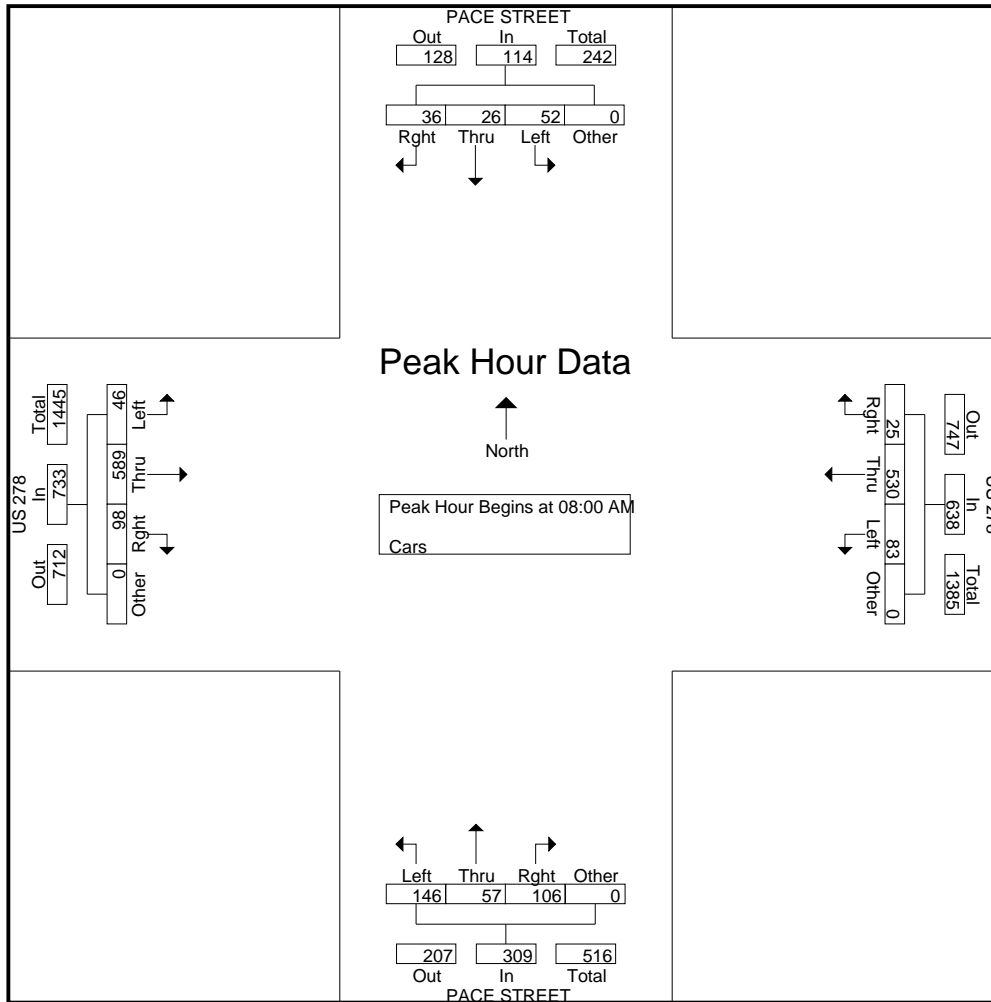 PACE STREET
Out In Total
128 114 242
36 26 52 0
Rght Thru Left Other
Peak Hour Data
North
Peak Hour Begins at 08:00 AM
Cars
US 278
Total In Out
1445 733 712
46 589 98 0
Left Thru Rght Other
Out In Total
747 638 1385
Rght Thru Left Other
25 530 83 0
Left Thru Rght Other
146 57 106 0
207 309 516
Out In Total
PACE STREET